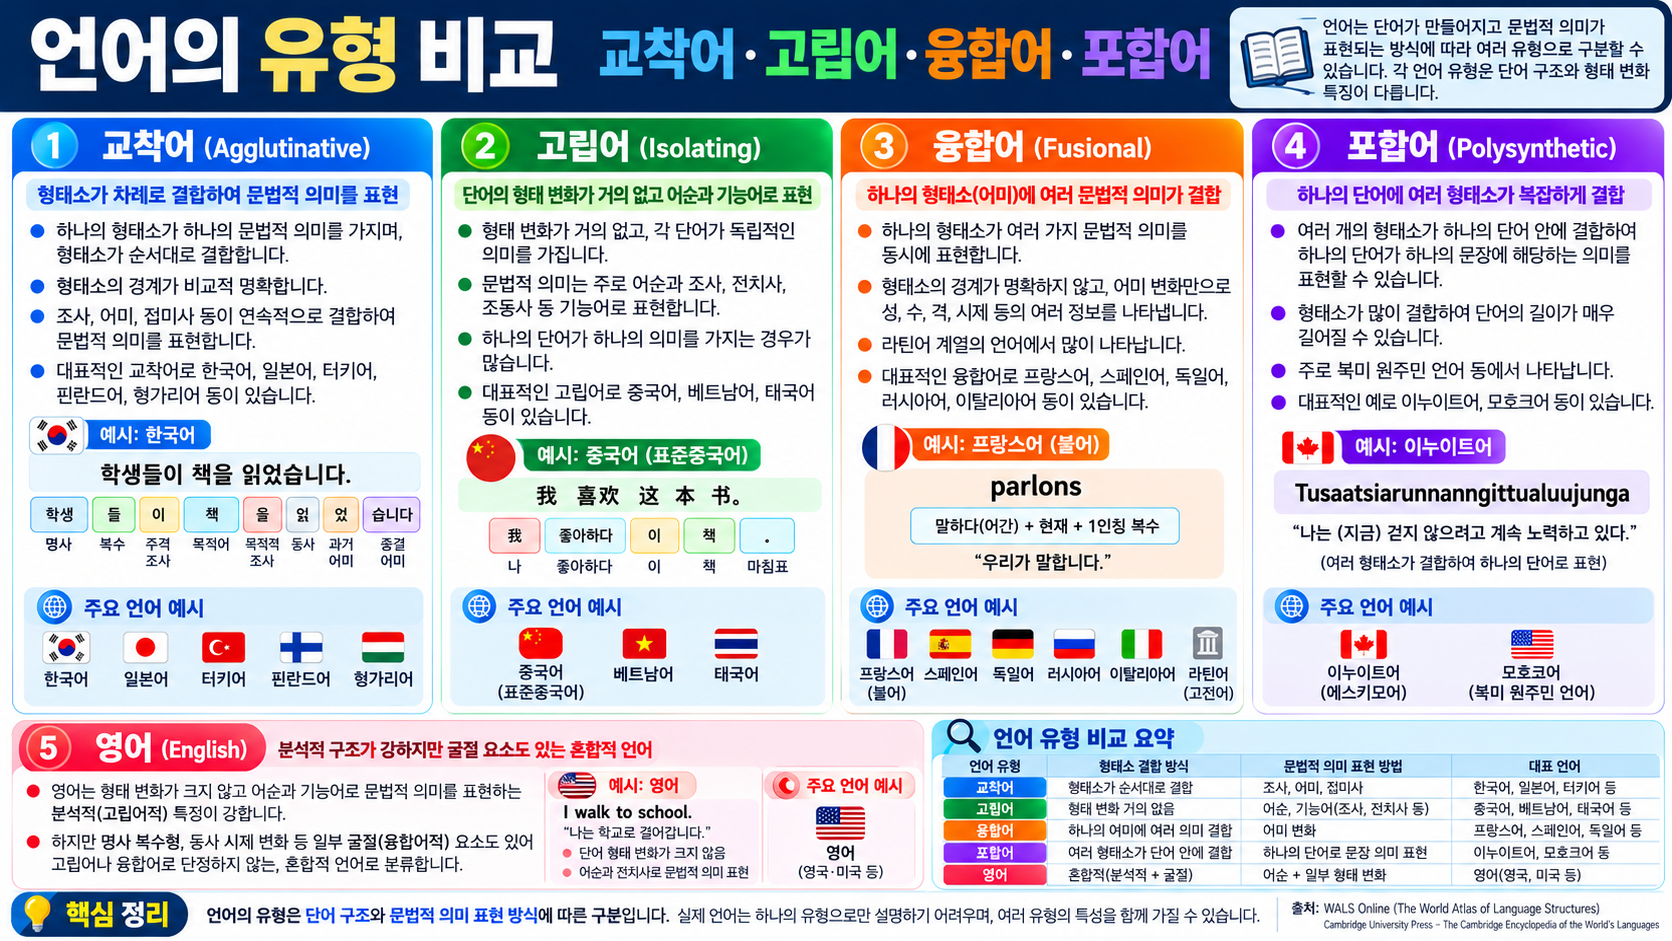 언어의 유형 비교
교착어·고립어·융합어·포합어
언어는 단어가 만들어지고 문법적 의미가
표현되는 방식에 따라 여러 유형으로 구분할 수
있습니다. 각 언어 유형은 단어 구조와 형태 변화
특징이 다릅니다.
1 교착어 (Agglutinative)
형태소가 차례로 결합하여 문법적 의미를 표현
하나의 형태소가 하나의 문법적 의미를 가지며,
형태소가 순서대로 결합합니다.
형태소의 경계가 비교적 명확합니다.
조사, 어미, 접미사 등이 연속적으로 결합하여
문법적 의미를 표현합니다.
대표적인 교착어로 한국어, 일본어, 터키어,
핀란드어, 헝가리어 등이 있습니다.
예시: 한국어
학생들이 책을 읽었습니다.
학생 들 이 책 을 읽 었 습니다
명사 복수 주격 조사 목적어 목적격 조사 동사 과거 어미 종결 어미
주요 언어 예시
한국어 일본어 터키어 핀란드어 헝가리어
2 고립어 (Isolating)
단어의 형태 변화가 거의 없고 어순과 기능어로 표현
형태 변화가 거의 없고, 각 단어가 독립적인
의미를 가집니다.
문법적 의미는 주로 어순과 조사, 전치사,
조동사 등 기능어로 표현합니다.
하나의 단어가 하나의 의미를 가지는 경우가
많습니다.
대표적인 고립어로 중국어, 베트남어, 태국어
등이 있습니다.
예시: 중국어 (표준중국어)
我 喜欢 这 本 书。
我 좋아하다 이 책 .
나 좋아하다 이 책 마침표
주요 언어 예시
중국어 (표준중국어) 베트남어 태국어
3 융합어 (Fusional)
하나의 형태소(어미)에 여러 문법적 의미가 결합
하나의 형태소가 여러 가지 문법적 의미를
동시에 표현합니다.
형태소의 경계가 명확하지 않고, 어미 변화만으로
성, 수, 격, 시제 등의 여러 정보를 나타냅니다.
라틴어 계열의 언어에서 많이 나타납니다.
대표적인 융합어로 프랑스어, 스페인어, 독일어,
러시아어, 이탈리아어 등이 있습니다.
예시: 프랑스어 (불어)
parlons
말하다(어간) + 현재 + 1인칭 복수
“우리가 말합니다.”
주요 언어 예시
프랑스어 (불어) 스페인어 독일어 러시아어 이탈리아어 라틴어 (고전어)
4 포합어 (Polysynthetic)
하나의 단어에 여러 형태소가 복잡하게 결합
여러 개의 형태소가 하나의 단어 안에 결합하여
하나의 단어가 하나의 문장에 해당하는 의미를
표현할 수 있습니다.
형태소가 많이 결합하여 단어의 길이가 매우
길어질 수 있습니다.
주로 북미 원주민 언어 등에서 나타납니다.
대표적인 예로 이누이트어, 모호크어 등이 있습니다.
예시: 이누이트어
Tusaatsiarunnanngittualuujunga
“나는 (지금) 걷지 않으려고 계속 노력하고 있다.”
(여러 형태소가 결합하여 하나의 단어로 표현)
주요 언어 예시
이누이트어 (에스키모어) 모호코어 (북미 원주민 언어)
5 영어 (English)
분석적 구조가 강하지만 굴절 요소도 있는 혼합적 언어
영어는 형태 변화가 크지 않고 어순과 기능어로 문법적 의미를 표현하는
분석적(고립어적) 특정이 강합니다.
하지만 명사 복수형, 동사 시제 변화 등 일부 굴절(융합어적) 요소도 있어
고립어나 융합어로 단정하지 않는, 혼합적 언어로 분류합니다.
예시: 영어
I walk to school.
“나는 학교로 걸어갑니다.”
단어 형태 변화가 크지 않음
어순과 전치사로 문법적 의미 표현
주요 언어 예시
영어
(영국·미국 등)
언어 유형 비교 요약
언어 유형 형태소 결합 방식 문법적 의미 표현 방법 대표 언어
교착어 형태소가 순서대로 결합 조사, 어미, 접미사 한국어, 일본어, 터키어 등
고립어 형태 변화 거의 없음 어순, 기능어(조사, 전치사 등) 중국어, 베트남어, 태국어 등
융합어 하나의 여미에 여러 의미 결합 어미 변화 프랑스어, 스페인어, 독일어 등
포합어 여러 형태소가 단어 안에 결합 하나의 단어로 문장 의미 표현 이누이트어, 모호크어 등
영어 혼합적(분석적 + 굴절) 어순 + 일부 형태 변화 영어(영국, 미국 등)
핵심 정리
언어의 유형은 단어 구조와 문법적 의미 표현 방식에 따른 구분입니다. 실제 언어는 하나의 유형으로만 설명하기 어려우며, 여러 유형의 특성을 함께 가질 수 있습니다.
출처: WALS Online (The World Atlas of Language Structures)
Cambridge University Press – The Cambridge Encyclopedia of the World's Languages